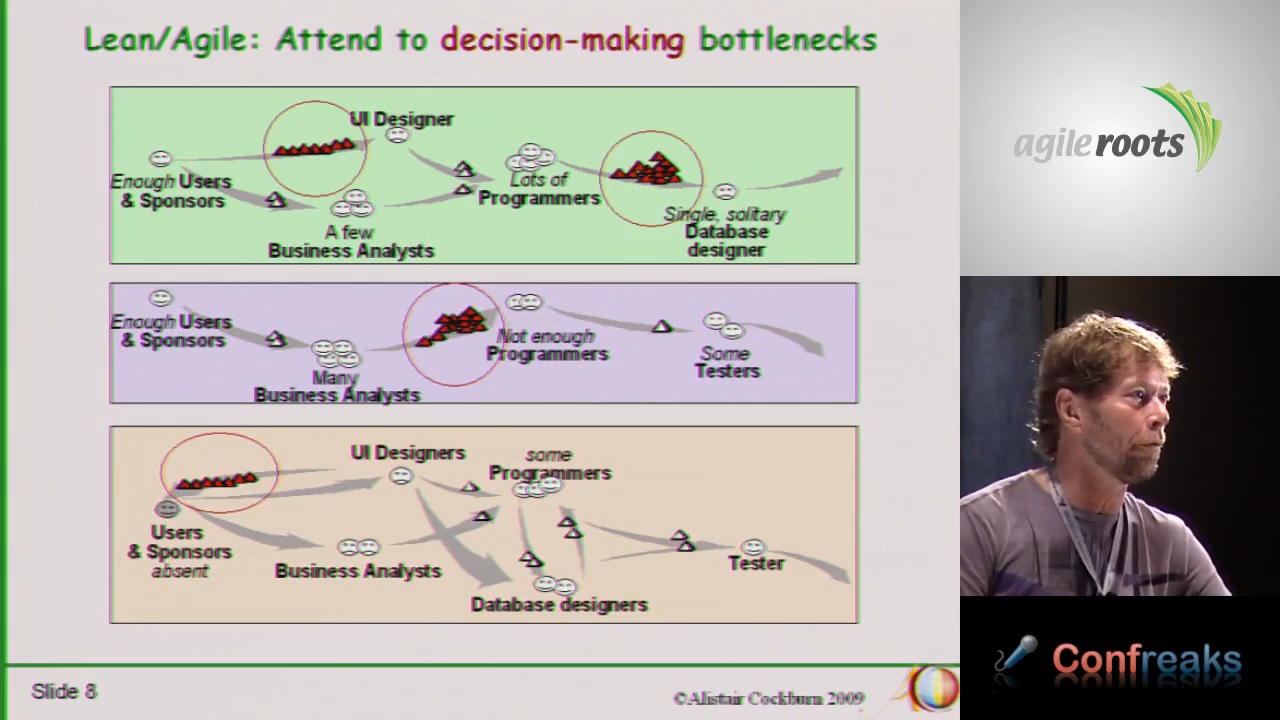 Lean/Agile: Attend to decision-making bottlenecks
UI Designer
Enough Users
& Sponsors
A few
Business Analysts
Lots of
Programmers
Single, solitary
Database
designer
Enough Users
& Sponsors
Many
Business Analysts
Not enough
Programmers
Some
Testers
UI Designers
some
Programmers
Users
& Sponsors
absent
Business Analysts
Database designers
Tester
Slide 8
©Alistair Cockburn 2009
agile roots
Confreaks